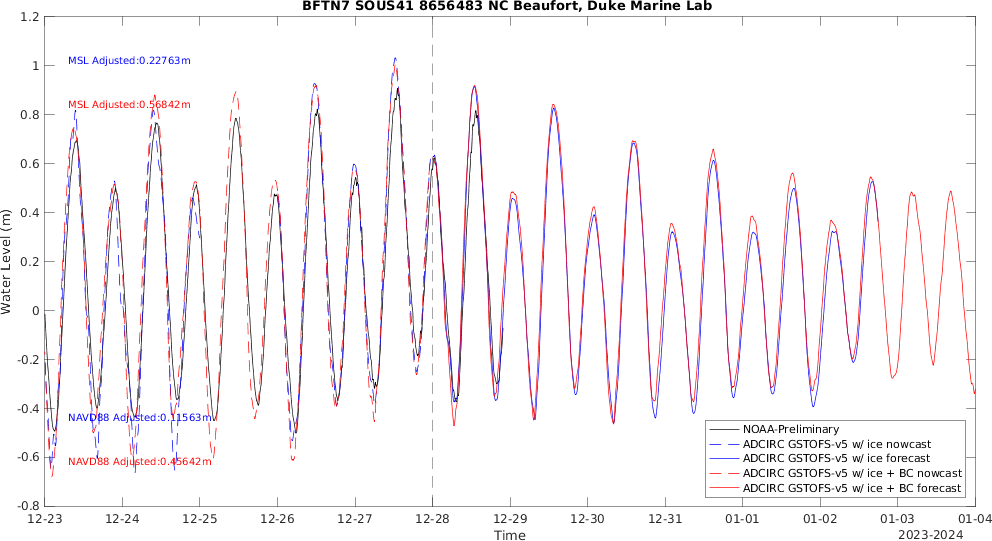 BFTN7 SOUS41 8656483 NC Beaufort, Duke Marine Lab
1.2
1
0.8
0.6
0.4
0.2
0
-0.2
-0.4
-0.6
-0.8
Water Level (m)
MSL Adjusted:0.22763m
MSL Adjusted:0.56842m
NAVD88 Adjusted:0.11563m
NAVD88 Adjusted:0.45642m
NOAA-Preliminary
ADCIRC GSTOFS-v5 w/ ice nowcast
ADCIRC GSTOFS-v5 w/ ice forecast
ADCIRC GSTOFS-v5 w/ ice + BC nowcast
ADCIRC GSTOFS-v5 w/ ice + BC forecast
12-23 12-24 12-25 12-26 12-27 12-28 12-29 12-30 12-31 01-01 01-02 01-03 01-04
Time
2023-2024